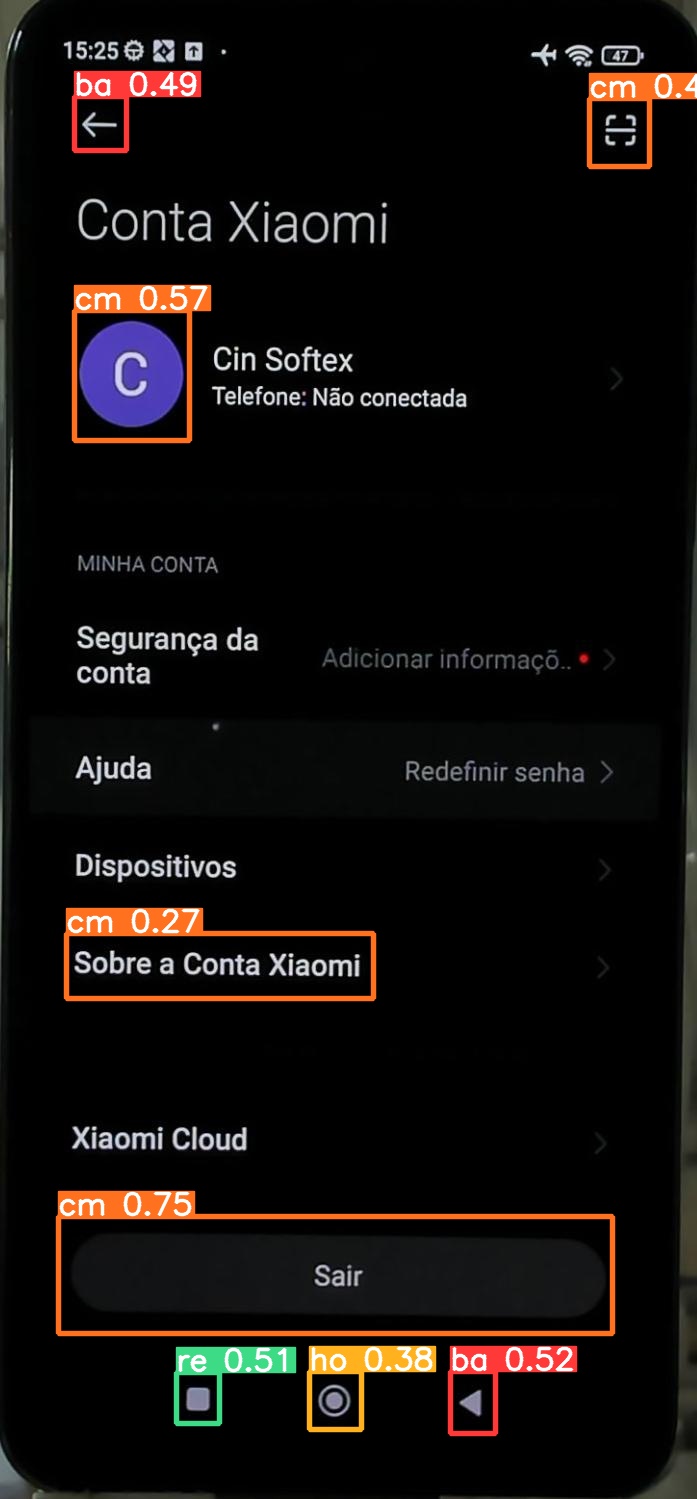 15:25
47
ba 0.49
cm 0.4
Conta Xiaomi
cm 0.57
C
Cin Softex
Telefone: Não conectada
MINHA CONTA
Segurança da conta
Adicionar informaçõ..
Ajuda
Redefinir senha
Dispositivos
cm 0.27
Sobre a Conta Xiaomi
Xiaomi Cloud
cm 0.75
Sair
re 0.51
ho 0.38
ba 0.52